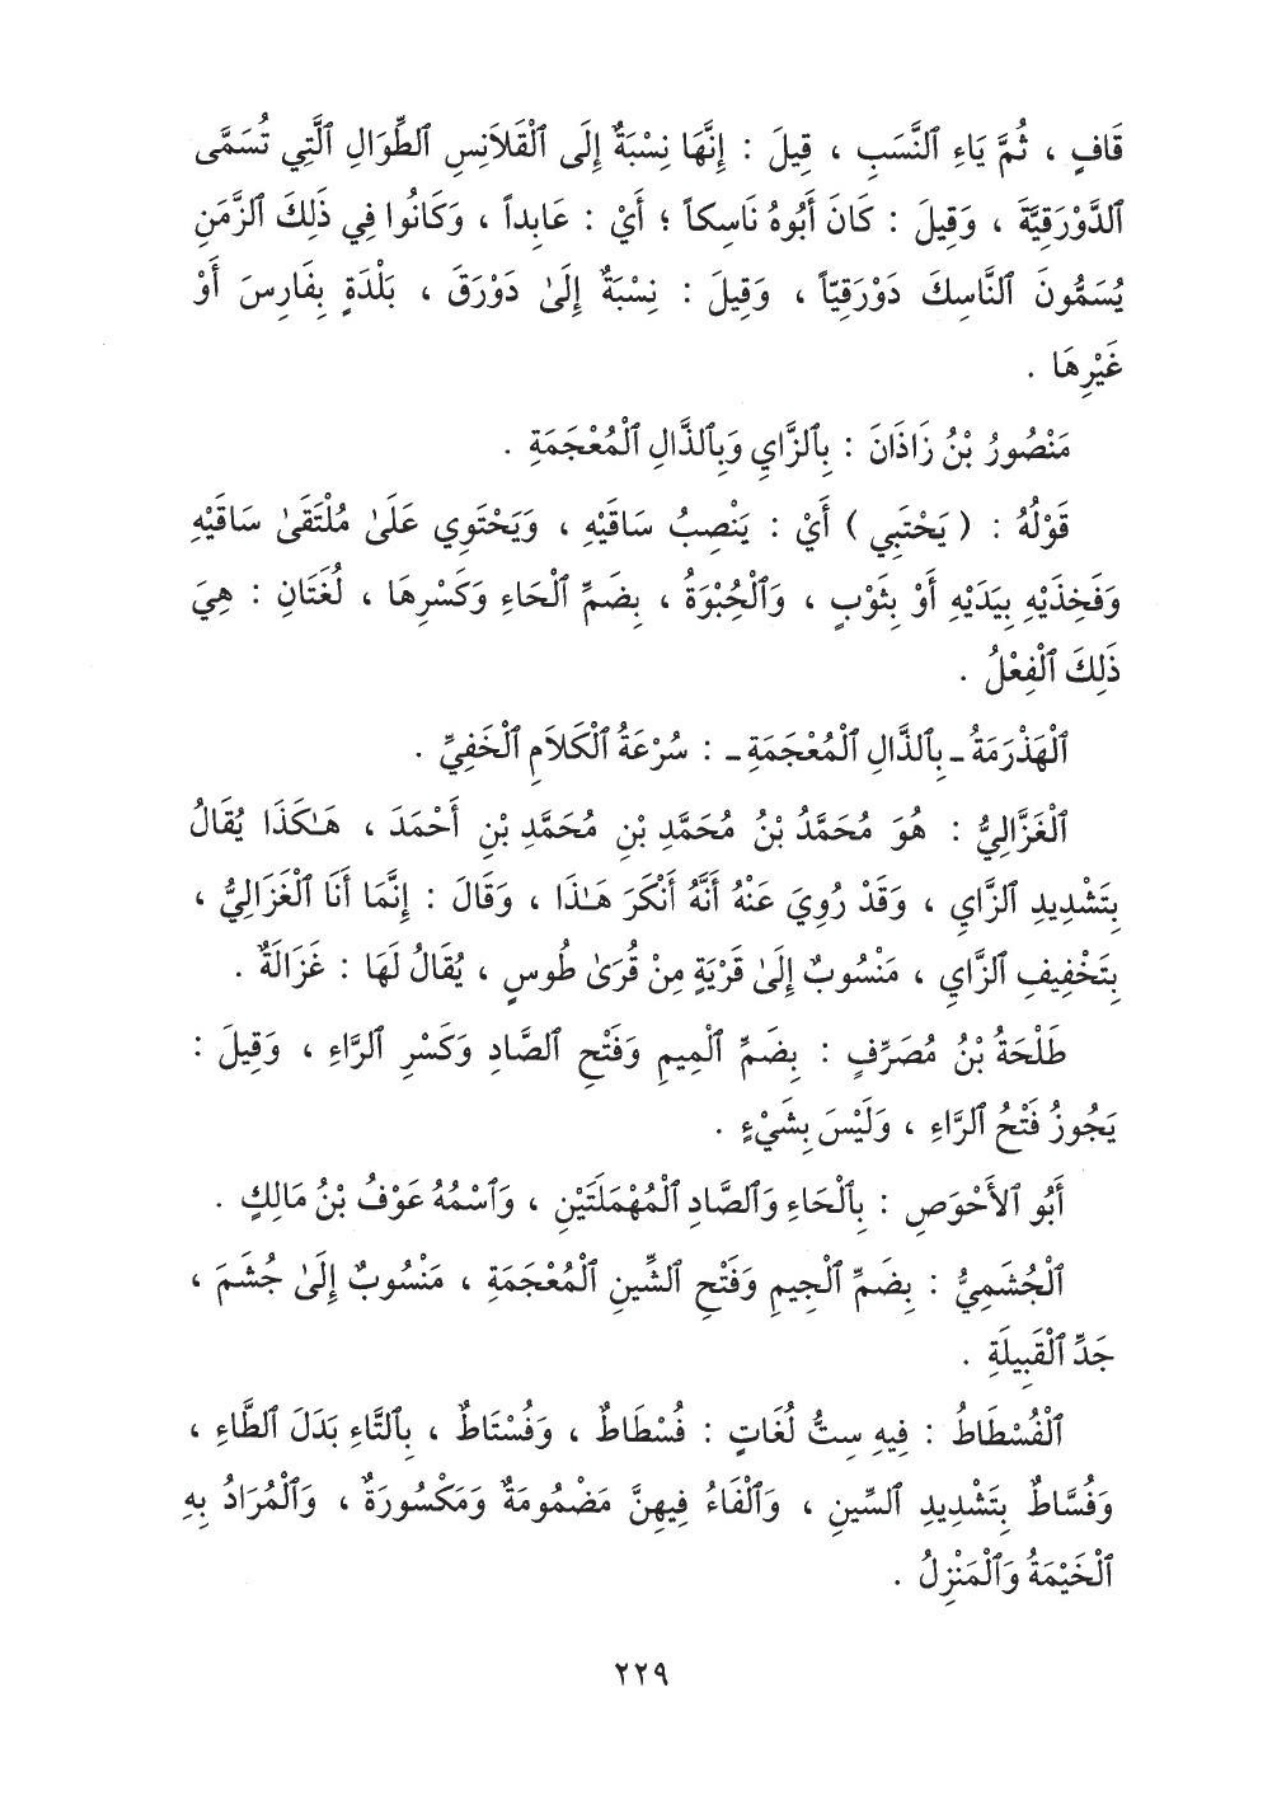 قَافٍ ، ثُمَّ يَاءِ ٱلنَّسَبِ ، قِيلَ : إِنَّهَا نِسْبَةٌ إِلَى ٱلْقَلاَنِسِ ٱلطِّوَالِ ٱلَّتِي تُسَمَّى
ٱلدَّوْرَقِيَّةَ ، وَقِيلَ : كَانَ أَبُوهُ نَاسِكاً ؛ أَيْ : عَابِداً ، وَكَانُوا فِي ذَلِكَ ٱلزَّمَنِ
يُسَمُّونَ ٱلنَّاسِكَ دَوْرَقِيّاً ، وَقِيلَ : نِسْبَةٌ إِلَىٰ دَوْرَقَ ، بَلْدَةٍ بِفَارِسَ أَوْ
غَيْرِهَا .
مَنْصُورُ بْنُ زَاذَانَ : بِٱلزَّايِ وَبِٱلذَّالِ ٱلْمُعْجَمَةِ .
قَوْلُهُ : ( يَحْتَبِي ) أَيْ : يَنْصِبُ سَاقَيْهِ ، وَيَحْتَوِي عَلَىٰ مُلْتَقَىٰ سَاقَيْهِ
وَفَخِذَيْهِ بِيَدَيْهِ أَوْ بِثَوْبٍ ، وَٱلْحُِبْوَةُ ، بِضَمِّ ٱلْحَاءِ وَكَسْرِهَا ، لُغَتَانِ : هِيَ
ذَلِكَ ٱلْفِعْلُ .
ٱلْهَذْرَمَةُ ـ بِٱلذَّالِ ٱلْمُعْجَمَةِ ـ : سُرْعَةُ ٱلْكَلاَمِ ٱلْخَفِيِّ .
ٱلْغَزَّالِيُّ : هُوَ مُحَمَّدُ بْنُ مُحَمَّدِ بْنِ مُحَمَّدِ بْنِ أَحْمَدَ ، هَـٰكَذَا يُقَالُ
بِتَشْدِيدِ ٱلزَّايِ ، وَقَدْ رُوِيَ عَنْهُ أَنَّهُ أَنْكَرَ هَـٰذَا ، وَقَالَ : إِنَّمَا أَنَا ٱلْغَزَالِيُّ ،
بِتَخْفِيفِ ٱلزَّايِ ، مَنْسُوبٌ إِلَىٰ قَرْيَةٍ مِنْ قُرَىٰ طُوسٍ ، يُقَالُ لَهَا : غَزَالَةٌ .
طَلْحَةُ بْنُ مُصَرِّفٍ : بِضَمِّ ٱلْمِيمِ وَفَتْحِ ٱلصَّادِ وَكَسْرِ ٱلرَّاءِ ، وَقِيلَ :
يَجُوزُ فَتْحُ ٱلرَّاءِ ، وَلَيْسَ بِشَيْءٍ .
أَبُو ٱلأَحْوَصِ : بِٱلْحَاءِ وَٱلصَّادِ ٱلْمُهْمَلَتَيْنِ ، وَٱسْمُهُ عَوْفُ بْنُ مَالِكٍ .
ٱلْجُشَمِيُّ : بِضَمِّ ٱلْجِيمِ وَفَتْحِ ٱلشِّينِ ٱلْمُعْجَمَةِ ، مَنْسُوبٌ إِلَىٰ جُشَمَ ،
جَدِّ ٱلْقَبِيلَةِ .
ٱلْفُسْطَاطُ : فِيهِ سِتُّ لُغَاتٍ : فُسْطَاطٌ ، وَفُسْتَاطٌ ، بِٱلتَّاءِ بَدَلَ ٱلطَّاءِ ،
وَفُسَّاطٌ بِتَشْدِيدِ ٱلسِّينِ ، وَٱلْفَاءُ فِيهِنَّ مَضْمُومَةٌ وَمَكْسُورَةٌ ، وَٱلْمُرَادُ بِهِ
ٱلْخَيْمَةُ وَٱلْمَنْزِلُ .
٢٢٩